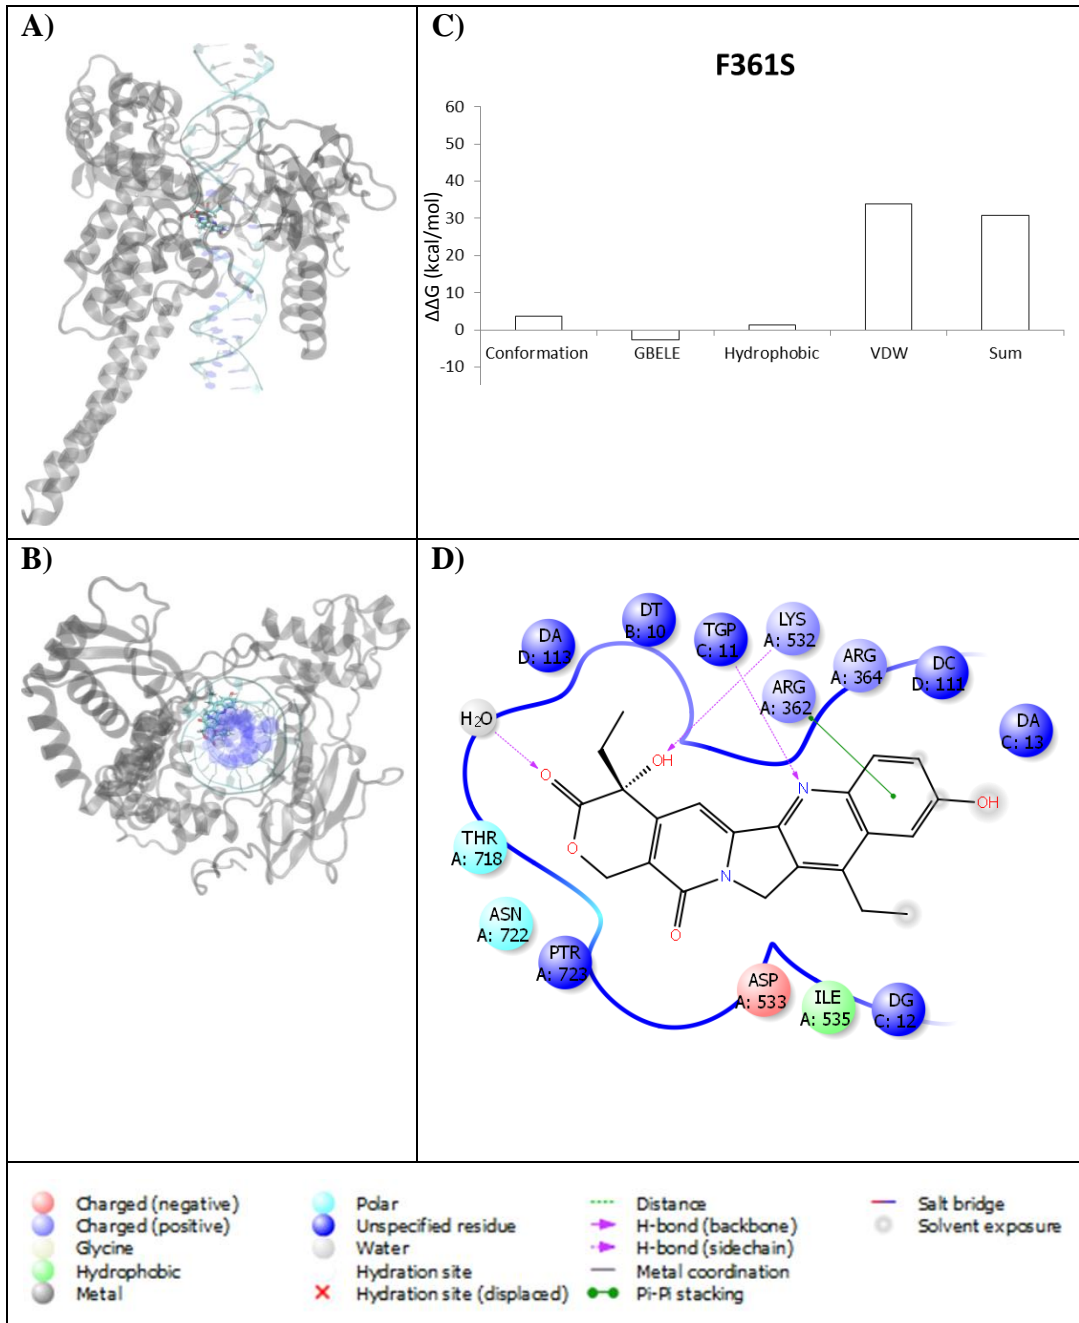 A)
C)
F361S
60
50
40
30
20
10
0
-10
ΔΔG (kcal/mol)
Conformation
GBELE
Hydrophobic
VDW
Sum
B)
D)
DA
D: 113
DT
B: 10
TGP
C: 11
LYS
A: 532
ARG
A: 364
ARG
A: 362
DC
D: 111
DA
C: 13
H2O
O
OH
N
OH
O
N
O
THR
A: 718
ASN
A: 722
PTR
A: 723
ASP
A: 533
ILE
A: 535
DG
C: 12
Charged (negative)
Charged (positive)
Glycine
Hydrophobic
Metal
Polar
Unspecified residue
Water
Hydration site
Hydration site (displaced)
Distance
H-bond (backbone)
H-bond (sidechain)
Metal coordination
Pi-Pi stacking
Salt bridge
Solvent exposure